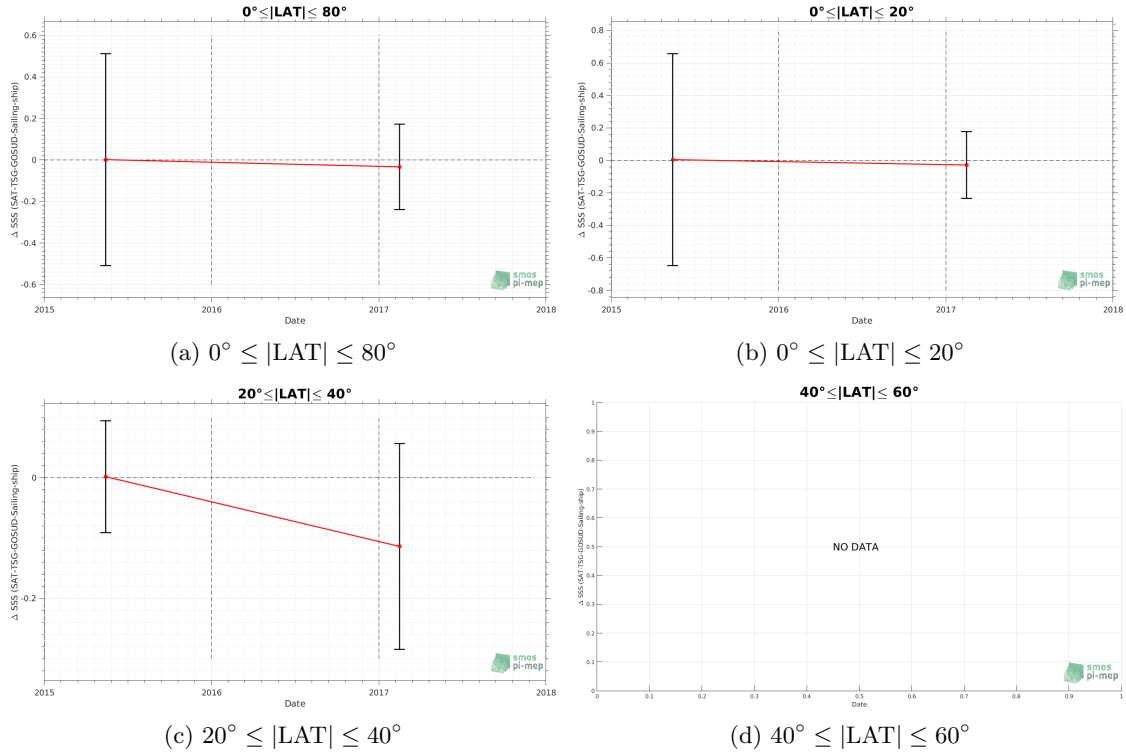 0°≤|LAT|≤ 80°
Δ SSS (SAT-TSG-GOSUD-Sailing-ship)
0.6
0.4
0.2
0
-0.2
-0.4
-0.6
2015 2016 2017 2018
Date
smos
pi-mep
(a) 0° ≤ |LAT| ≤ 80°
0°≤|LAT|≤ 20°
Δ SSS (SAT-TSG-GOSUD-Sailing-ship)
0.8
0.6
0.4
0.2
0
-0.2
-0.4
-0.6
-0.8
2015 2016 2017 2018
Date
smos
pi-mep
(b) 0° ≤ |LAT| ≤ 20°
20°≤|LAT|≤ 40°
Δ SSS (SAT-TSG-GOSUD-Sailing-ship)
0
-0.2
2015 2016 2017 2018
Date
smos
pi-mep
(c) 20° ≤ |LAT| ≤ 40°
40°≤|LAT|≤ 60°
Δ SSS (SAT-TSG-GOSUD-Sailing-ship)
1
0.9
0.8
0.7
0.6
0.5
0.4
0.3
0.2
0.1
0
NO DATA
0 0.1 0.2 0.3 0.4 0.5 0.6 0.7 0.8 0.9 1
Date
smos
pi-mep
(d) 40° ≤ |LAT| ≤ 60°